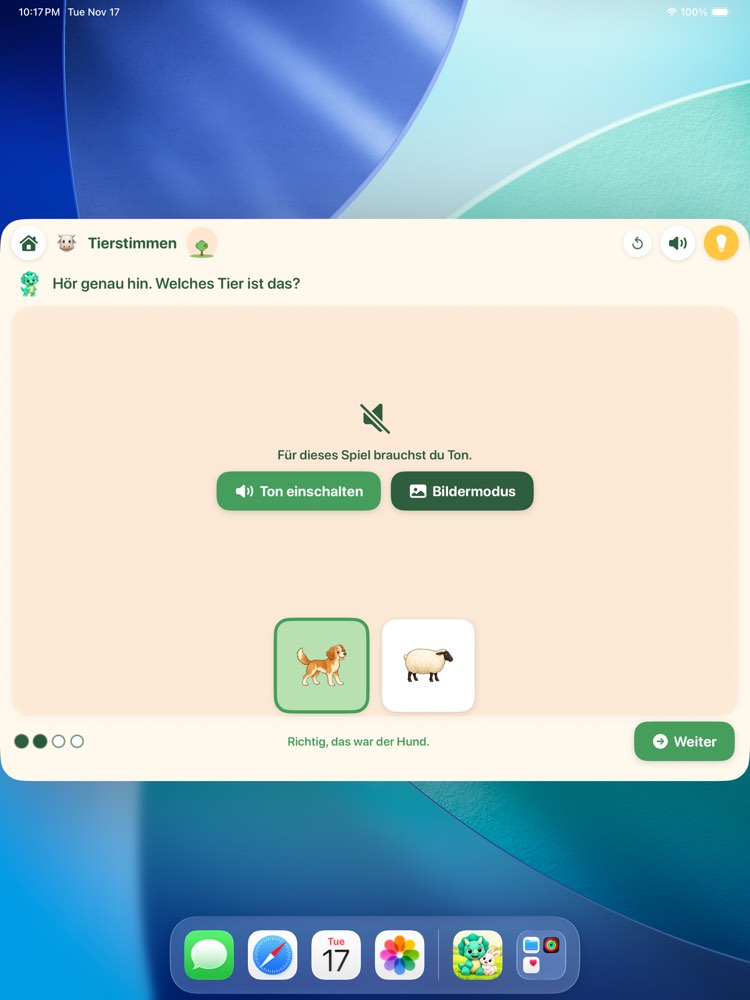 10:17 PM Tue Nov 17
100%
Tierstimmen
Hör genau hin. Welches Tier ist das?
Für dieses Spiel brauchst du Ton.
Ton einschalten
Bildermodus
Richtig, das war der Hund.
Weiter
Tue
17